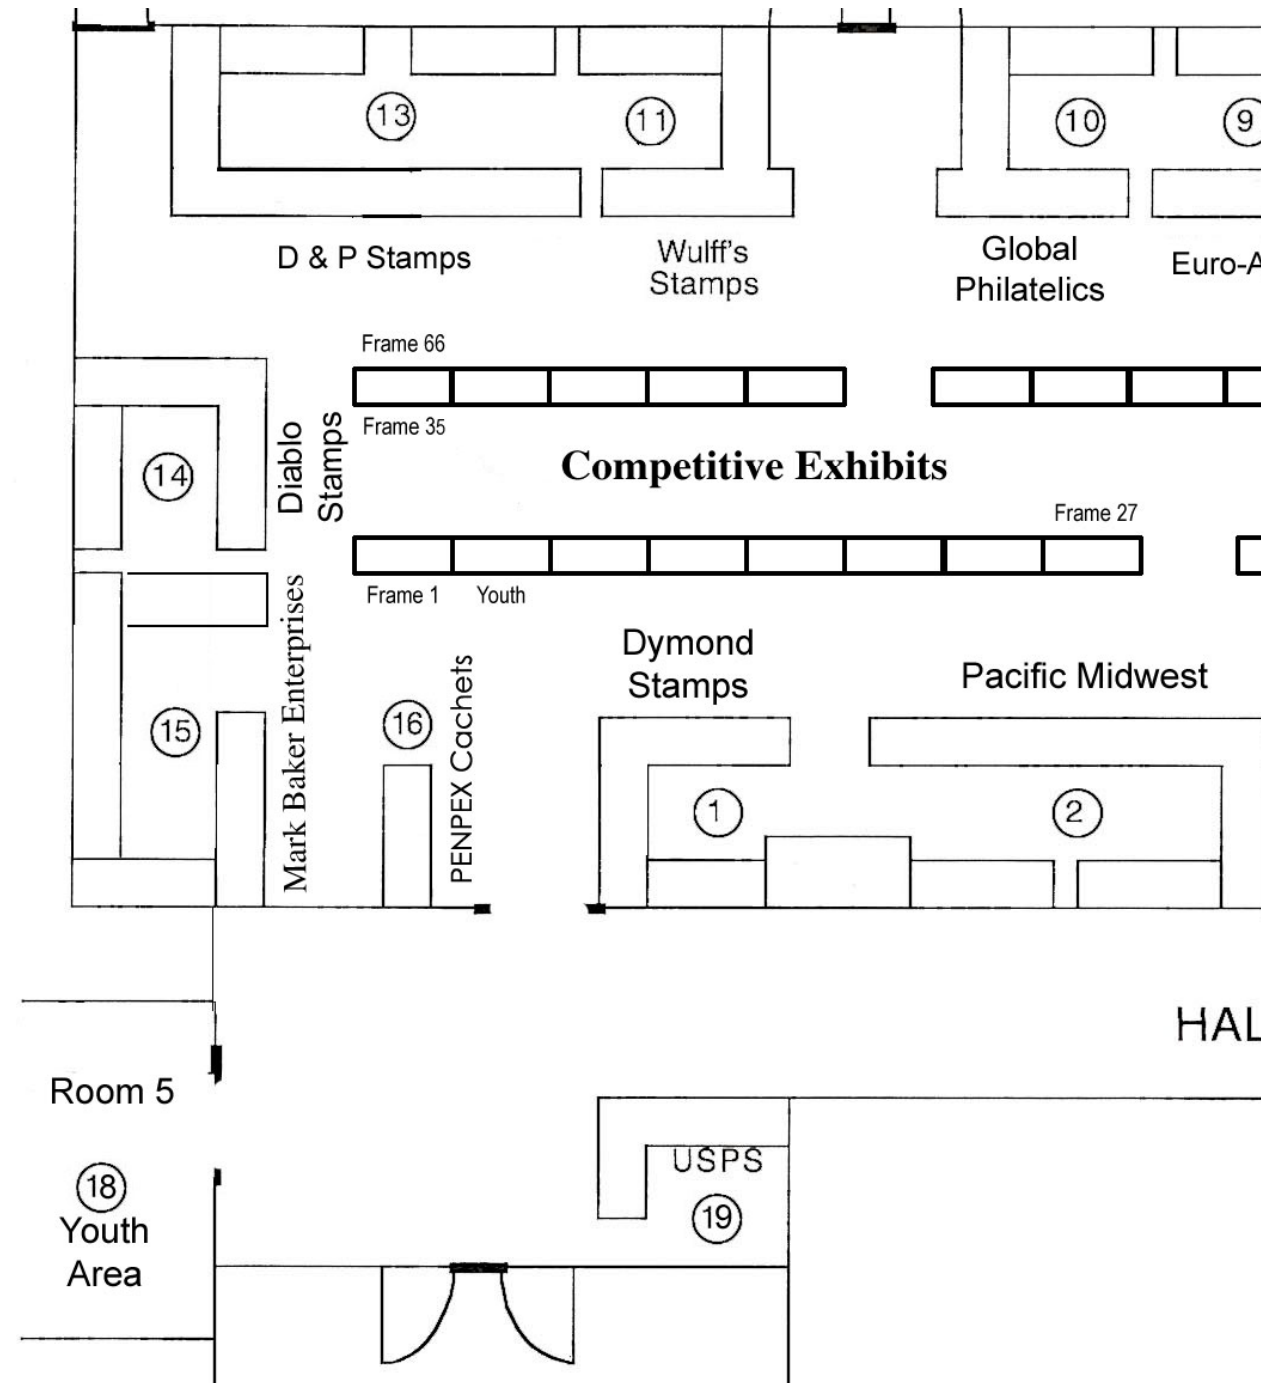 13
11
10
9
D & P Stamps
Wulff's
Stamps
Global
Philatelics
Euro-A
Frame 66
Frame 35
Diablo
Stamps
14
Competitive Exhibits
Frame 27
Frame 1
Youth
Mark Baker Enterprises
15
16
PENPEX Cachets
Dymond
Stamps
Pacific Midwest
1
2
HAL
Room 5
18
Youth
Area
USPS
19